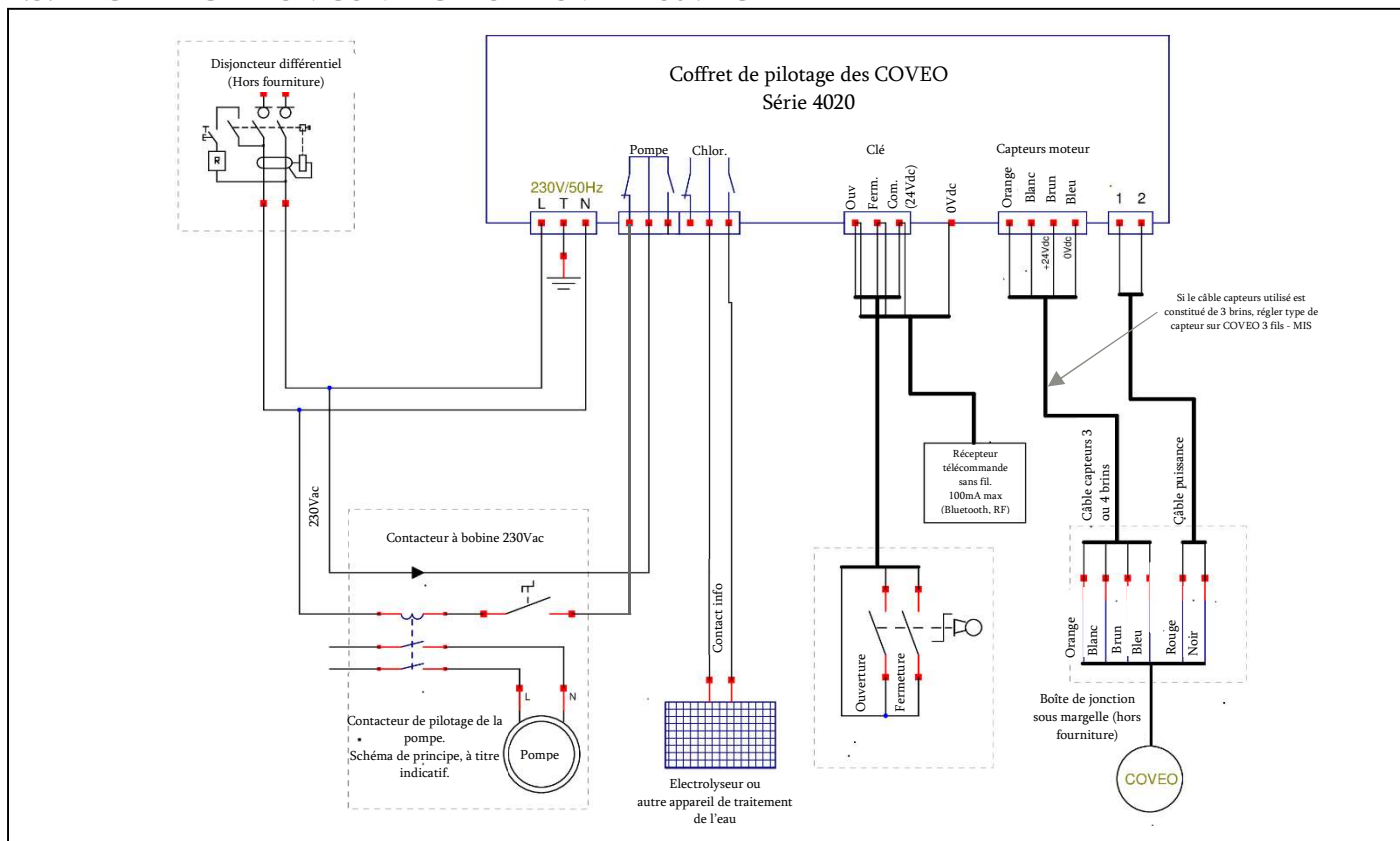 Disjoncteur différentiel
(Hors fourniture)
R
Coffret de pilotage des COVEO
Série 4020
Pompe
Chlor.
Clé
Capteurs moteur
230V/50Hz
L T N
Ouv
Ferm.
Com.
(24Vdc)
0Vdc
Orange
Blanc
Brun
Bleu
1 2
+24Vdc
0Vdc
Si le câble capteurs utilisé est
constitué de 3 brins, régler type de
capteur sur COVEO 3 fils - MIS
230Vac
Contacteur à bobine 230Vac
L
N
Pompe
Contacteur de pilotage de la
pompe.
Schéma de principe, à titre
indicatif.
Contact info
Electrolyseur ou
autre appareil de traitement
de l'eau
Récepteur
télécommande
sans fil.
100mA max
(Bluetooth, RF)
Ouverture
Fermeture
Câble capteurs 3
ou 4 brins
Câble puissance
Orange
Blanc
Brun
Bleu
Rouge
Noir
Boîte de jonction
sous margelle (hors
fourniture)
COVEO